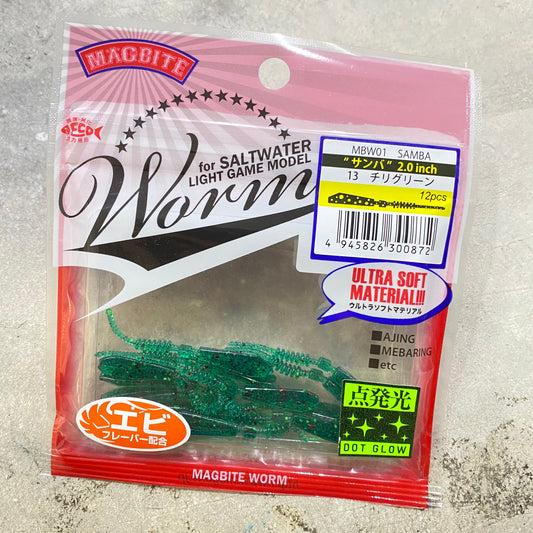 MAGBITE
ECO
for SALTWATER
LIGHT GAME MODEL
Worm
MBW01 SAMBA
"サンバ" 2.0 inch
13 チリグリーン
12pcs
4 945826 300872
ULTRA SOFT
MATERIAL!!!
ウルトラソフトマテリアル
■AJING
■MEBARING
■etc
点発光
DOT GLOW
エビ
フレーバー配合
MAGBITE WORM